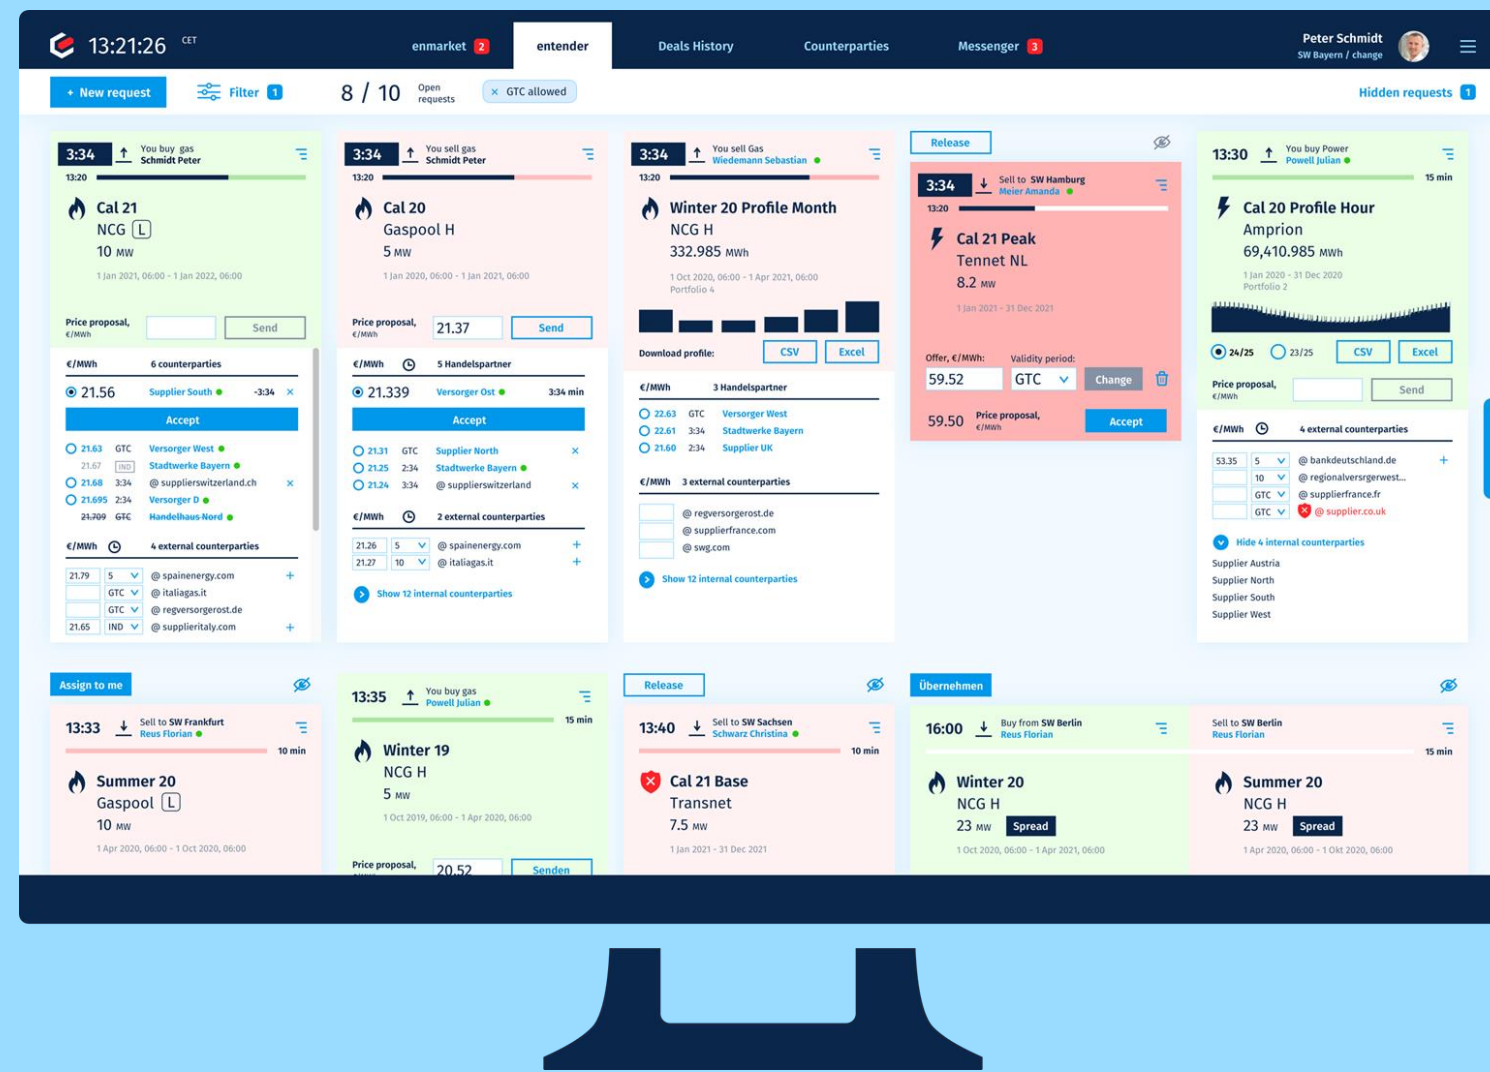 13:21:26 CET
enmarket 2
entender
Deals History
Counterparties
Messenger 3
Peter Schmidt
SW Bayern / change
+ New request
Filter 1
8 / 10 Open requests
× GTC allowed
Hidden requests 1
3:34 You buy gas
Schmidt Peter
13:20
Cal 21
NCG L
10 MW
1 Jan 2021, 06:00 - 1 Jan 2022, 06:00
Price proposal, €/MWh Send
€/MWh 6 counterparties
21.56 Supplier South -3:34 ×
Accept
21.63 GTC Versorger West
21.67 IND Stadtwerke Bayern
21.68 3:34 @ supplierswitzerland.ch ×
21.695 2:34 Versorger D
21.709 GTC Handelhaus Nord
€/MWh 4 external counterparties
21.79 5 @ spainenergy.com +
GTC @ italiagas.it
GTC @ regversorgerost.de
21.65 IND @ supplieritaly.com +
3:34 You sell gas
Schmidt Peter
13:20
Cal 20
Gaspool H
5 MW
1 Jan 2020, 06:00 - 1 Jan 2021, 06:00
Price proposal, €/MWh 21.37 Send
€/MWh 5 Handelspartner
21.339 Versorger Ost 3:34 min
Accept
21.31 GTC Supplier North ×
21.25 2:34 Stadtwerke Bayern
21.24 3:34 @ supplierswitzerland ×
€/MWh 2 external counterparties
21.26 5 @ spainenergy.com +
21.27 10 @ italiagas.it +
Show 12 internal counterparties
3:34 You sell Gas
Wiedemann Sebastian
13:20
Winter 20 Profile Month
NCG H
332.985 MWh
1 Oct 2020, 06:00 - 1 Apr 2021, 06:00
Portfolio 4
Download profile: CSV Excel
€/MWh 3 Handelspartner
22.63 GTC Versorger West
22.61 3:34 Stadtwerke Bayern
21.60 2:34 Supplier UK
€/MWh 3 external counterparties
@ regversorgerost.de
@ supplierfrance.com
@ swg.com
Show 12 internal counterparties
Release
3:34 Sell to SW Hamburg
Meier Amanda
13:20
Cal 21 Peak
Tennet NL
8.2 MW
1 Jan 2021 - 31 Dec 2021
Offer, €/MWh: Validity period:
59.52 GTC Change
59.50 Price proposal, €/MWh Accept
13:30 You buy Power
Powell Julian
15 min
Cal 20 Profile Hour
Amprion
69,410.985 MWh
1 Jan 2020 - 31 Dec 2020
Portfolio 2
24/25 23/25 CSV Excel
Price proposal, €/MWh Send
€/MWh 4 external counterparties
53.35 5 @ bankdeutschland.de +
10 @ regionalversrgerwest...
GTC @ supplierfrance.fr
GTC @ supplier.co.uk
Hide 4 internal counterparties
Supplier Austria
Supplier North
Supplier South
Supplier West
Assign to me
13:33 Sell to SW Frankfurt
Reus Florian
10 min
Summer 20
Gaspool L
10 MW
1 Apr 2020, 06:00 - 1 Oct 2020, 06:00
13:35 You buy gas
Powell Julian
15 min
Winter 19
NCG H
5 MW
1 Oct 2019, 06:00 - 1 Apr 2020, 06:00
Price proposal, 20.52 Senden
Release
13:40 Sell to SW Sachsen
Schwarz Christina
10 min
Cal 21 Base
Transnet
7.5 MW
1 Jan 2021 - 31 Dec 2021
Übernehmen
16:00 Buy from SW Berlin
Reus Florian
Winter 20
NCG H
23 MW Spread
1 Oct 2020, 06:00 - 1 Apr 2021, 06:00
Sell to SW Berlin
Reus Florian
15 min
Summer 20
NCG H
23 MW Spread
1 Apr 2020, 06:00 - 1 Okt 2020, 06:00